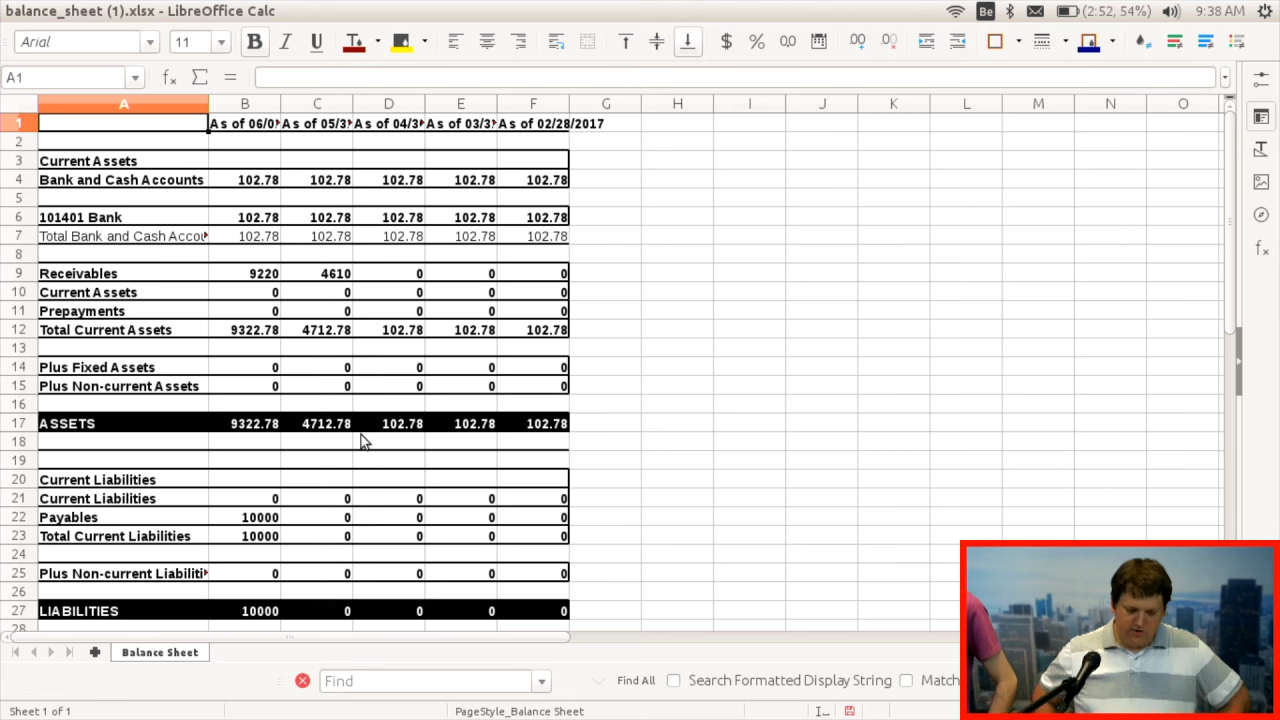 balance_sheet (1).xlsx - LibreOffice Calc
Be
(2:52, 54%)
9:38 AM
Arial
11
A1
A B C D E F G H I J K L M N O
1 As of 06/0 As of 05/3 As of 04/3 As of 03/3 As of 02/28/2017
2
3 Current Assets
4 Bank and Cash Accounts 102.78 102.78 102.78 102.78 102.78
5
6 101401 Bank 102.78 102.78 102.78 102.78 102.78
7 Total Bank and Cash Accou 102.78 102.78 102.78 102.78 102.78
8
9 Receivables 9220 4610 0 0 0
10 Current Assets 0 0 0 0 0
11 Prepayments 0 0 0 0 0
12 Total Current Assets 9322.78 4712.78 102.78 102.78 102.78
13
14 Plus Fixed Assets 0 0 0 0 0
15 Plus Non-current Assets 0 0 0 0 0
16
17 ASSETS 9322.78 4712.78 102.78 102.78 102.78
18
19
20 Current Liabilities
21 Current Liabilities 0 0 0 0 0
22 Payables 10000 0 0 0 0
23 Total Current Liabilities 10000 0 0 0 0
24
25 Plus Non-current Liabiliti 0 0 0 0 0
26
27 LIABILITIES 10000 0 0 0 0
28
Balance Sheet
Find
Find All
Search Formatted Display String
Match
Sheet 1 of 1
PageStyle_Balance Sheet